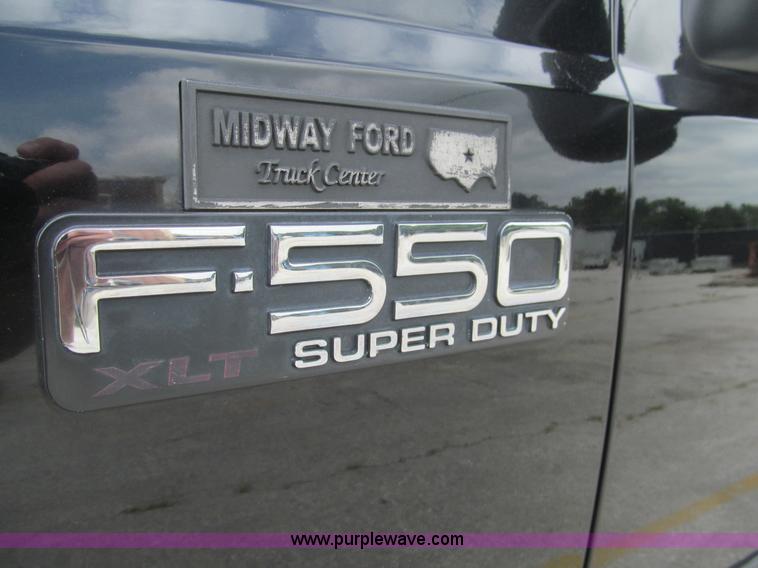 MIDWAY FORD
Truck Center
F-550
XLT SUPER DUTY
www.purplewave.com